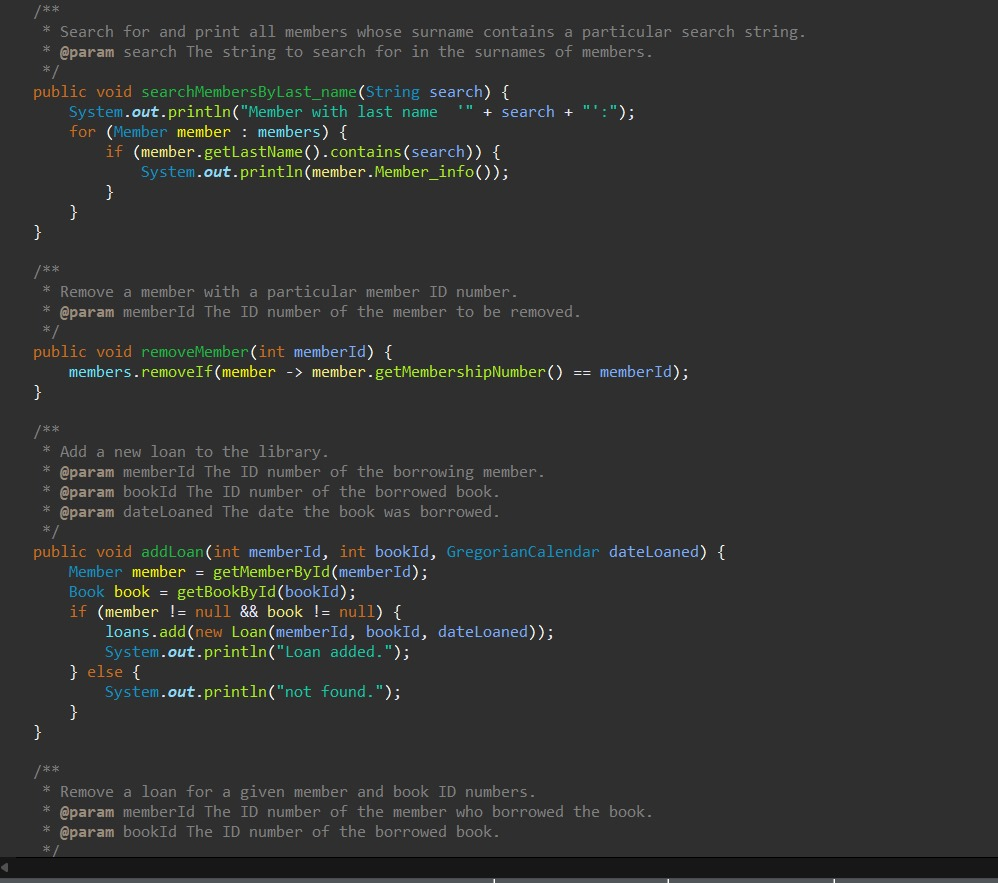 /**
 * Search for and print all members whose surname contains a particular search string.
 * @param search The string to search for in the surnames of members.
 */
public void searchMembersByLast_name(String search) {
    System.out.println("Member with last name  '" + search + "':");
    for (Member member : members) {
        if (member.getLastName().contains(search)) {
            System.out.println(member.Member_info());
        }
    }
}

/**
 * Remove a member with a particular member ID number.
 * @param memberId The ID number of the member to be removed.
 */
public void removeMember(int memberId) {
    members.removeIf(member -> member.getMembershipNumber() == memberId);
}

/**
 * Add a new loan to the library.
 * @param memberId The ID number of the borrowing member.
 * @param bookId The ID number of the borrowed book.
 * @param dateLoaned The date the book was borrowed.
 */
public void addLoan(int memberId, int bookId, GregorianCalendar dateLoaned) {
    Member member = getMemberById(memberId);
    Book book = getBookById(bookId);
    if (member != null && book != null) {
        loans.add(new Loan(memberId, bookId, dateLoaned));
        System.out.println("Loan added.");
    } else {
        System.out.println("not found.");
    }
}

/**
 * Remove a loan for a given member and book ID numbers.
 * @param memberId The ID number of the member who borrowed the book.
 * @param bookId The ID number of the borrowed book.
 */